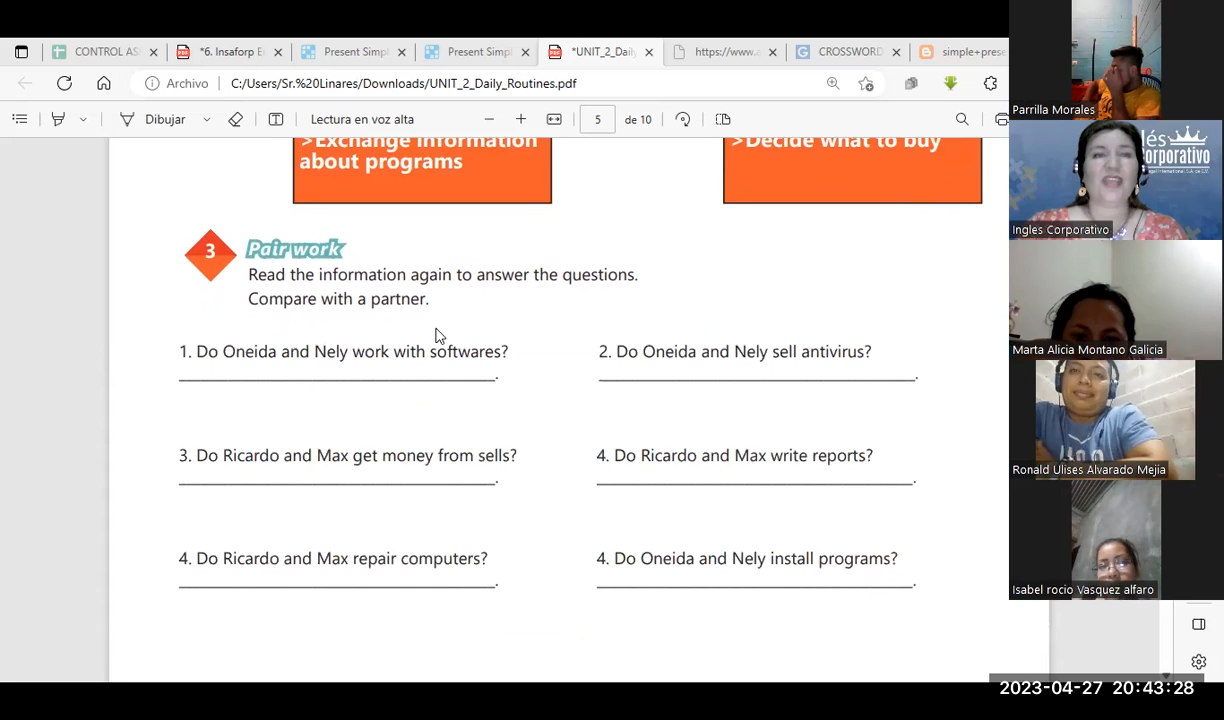 CONTROL AS
*6. Insaforp E
Present Simpl
Present Simpl
*UNIT_2_Daily
https://www.
CROSSWORD
simple+prese
Archivo
C:/Users/Sr.%20Linares/Downloads/UNIT_2_Daily_Routines.pdf
Dibujar
Lectura en voz alta
5
de 10
>Exchange information
about programs
>Decide what to buy
3
Pair work
Read the information again to answer the questions.
Compare with a partner.
1. Do Oneida and Nely work with softwares?
2. Do Oneida and Nely sell antivirus?
3. Do Ricardo and Max get money from sells?
4. Do Ricardo and Max write reports?
4. Do Ricardo and Max repair computers?
4. Do Oneida and Nely install programs?
Parrilla Morales
lés
orporativo
Ingles Corporativo
Marta Alicia Montano Galicia
Ronald Ulises Alvarado Mejia
Isabel rocio Vasquez alfaro
2023-04-27 20:43:28